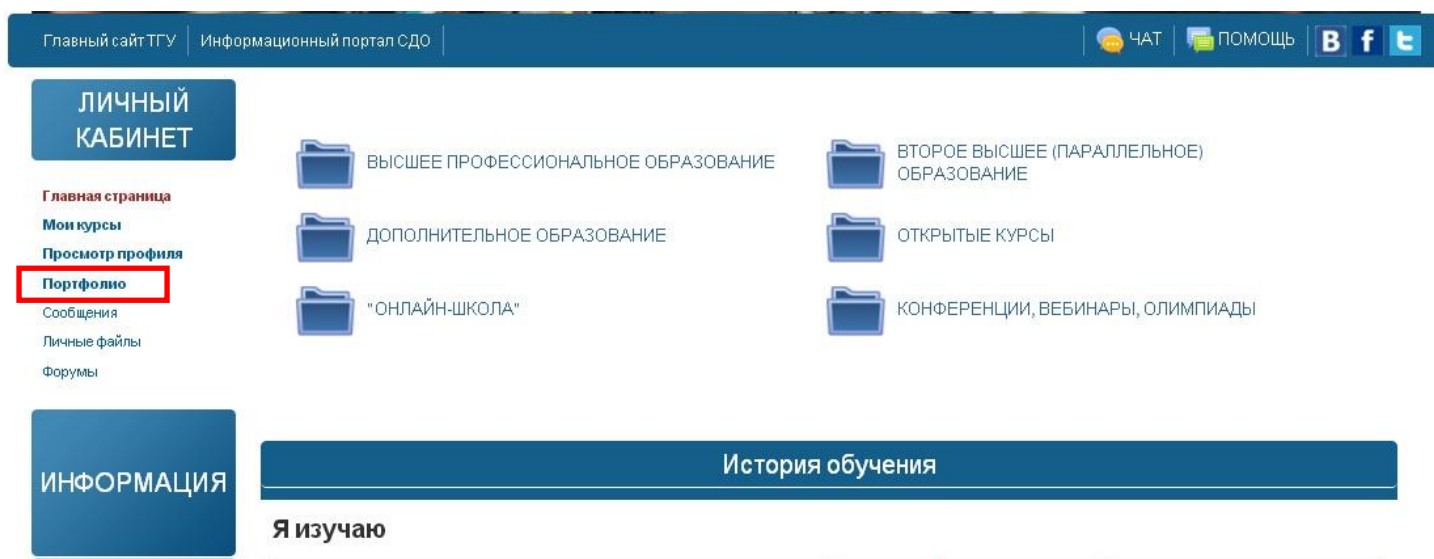 Главный сайт ТГУ
Информационный портал СДО
ЧАТ
ПОМОЩЬ
B f t
ЛИЧНЫЙ
КАБИНЕТ
Главная страница
Мои курсы
Просмотр профиля
Портфолио
Сообщения
Личные файлы
Форумы
ВЫСШЕЕ ПРОФЕССИОНАЛЬНОЕ ОБРАЗОВАНИЕ
ВТОРОЕ ВЫСШЕЕ (ПАРАЛЛЕЛЬНОЕ)
ОБРАЗОВАНИЕ
ДОПОЛНИТЕЛЬНОЕ ОБРАЗОВАНИЕ
ОТКРЫТЫЕ КУРСЫ
"ОНЛАЙН-ШКОЛА"
КОНФЕРЕНЦИИ, ВЕБИНАРЫ, ОЛИМПИАДЫ
ИНФОРМАЦИЯ
История обучения
Я изучаю